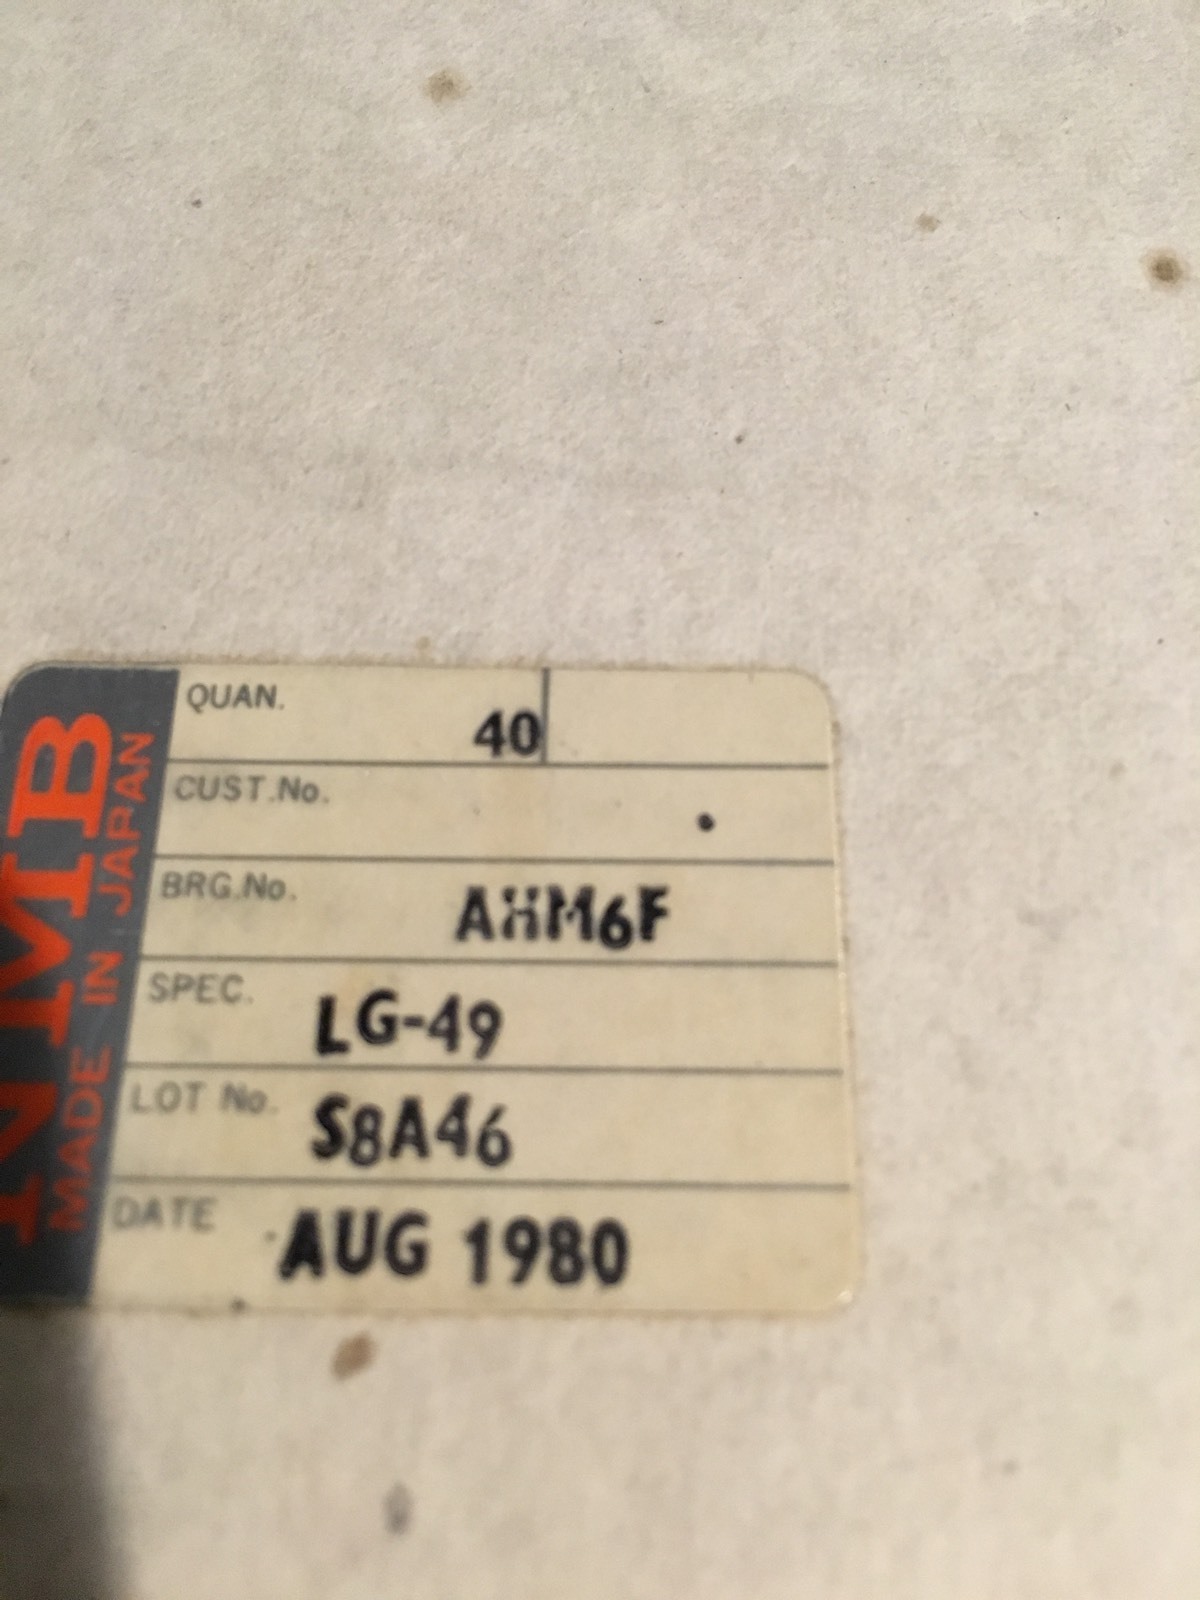 NMB
MADE IN JAPAN
QUAN. 40
CUST.No.
BRG.No. AHM6F
SPEC. LG-49
LOT No. S8A46
DATE AUG 1980